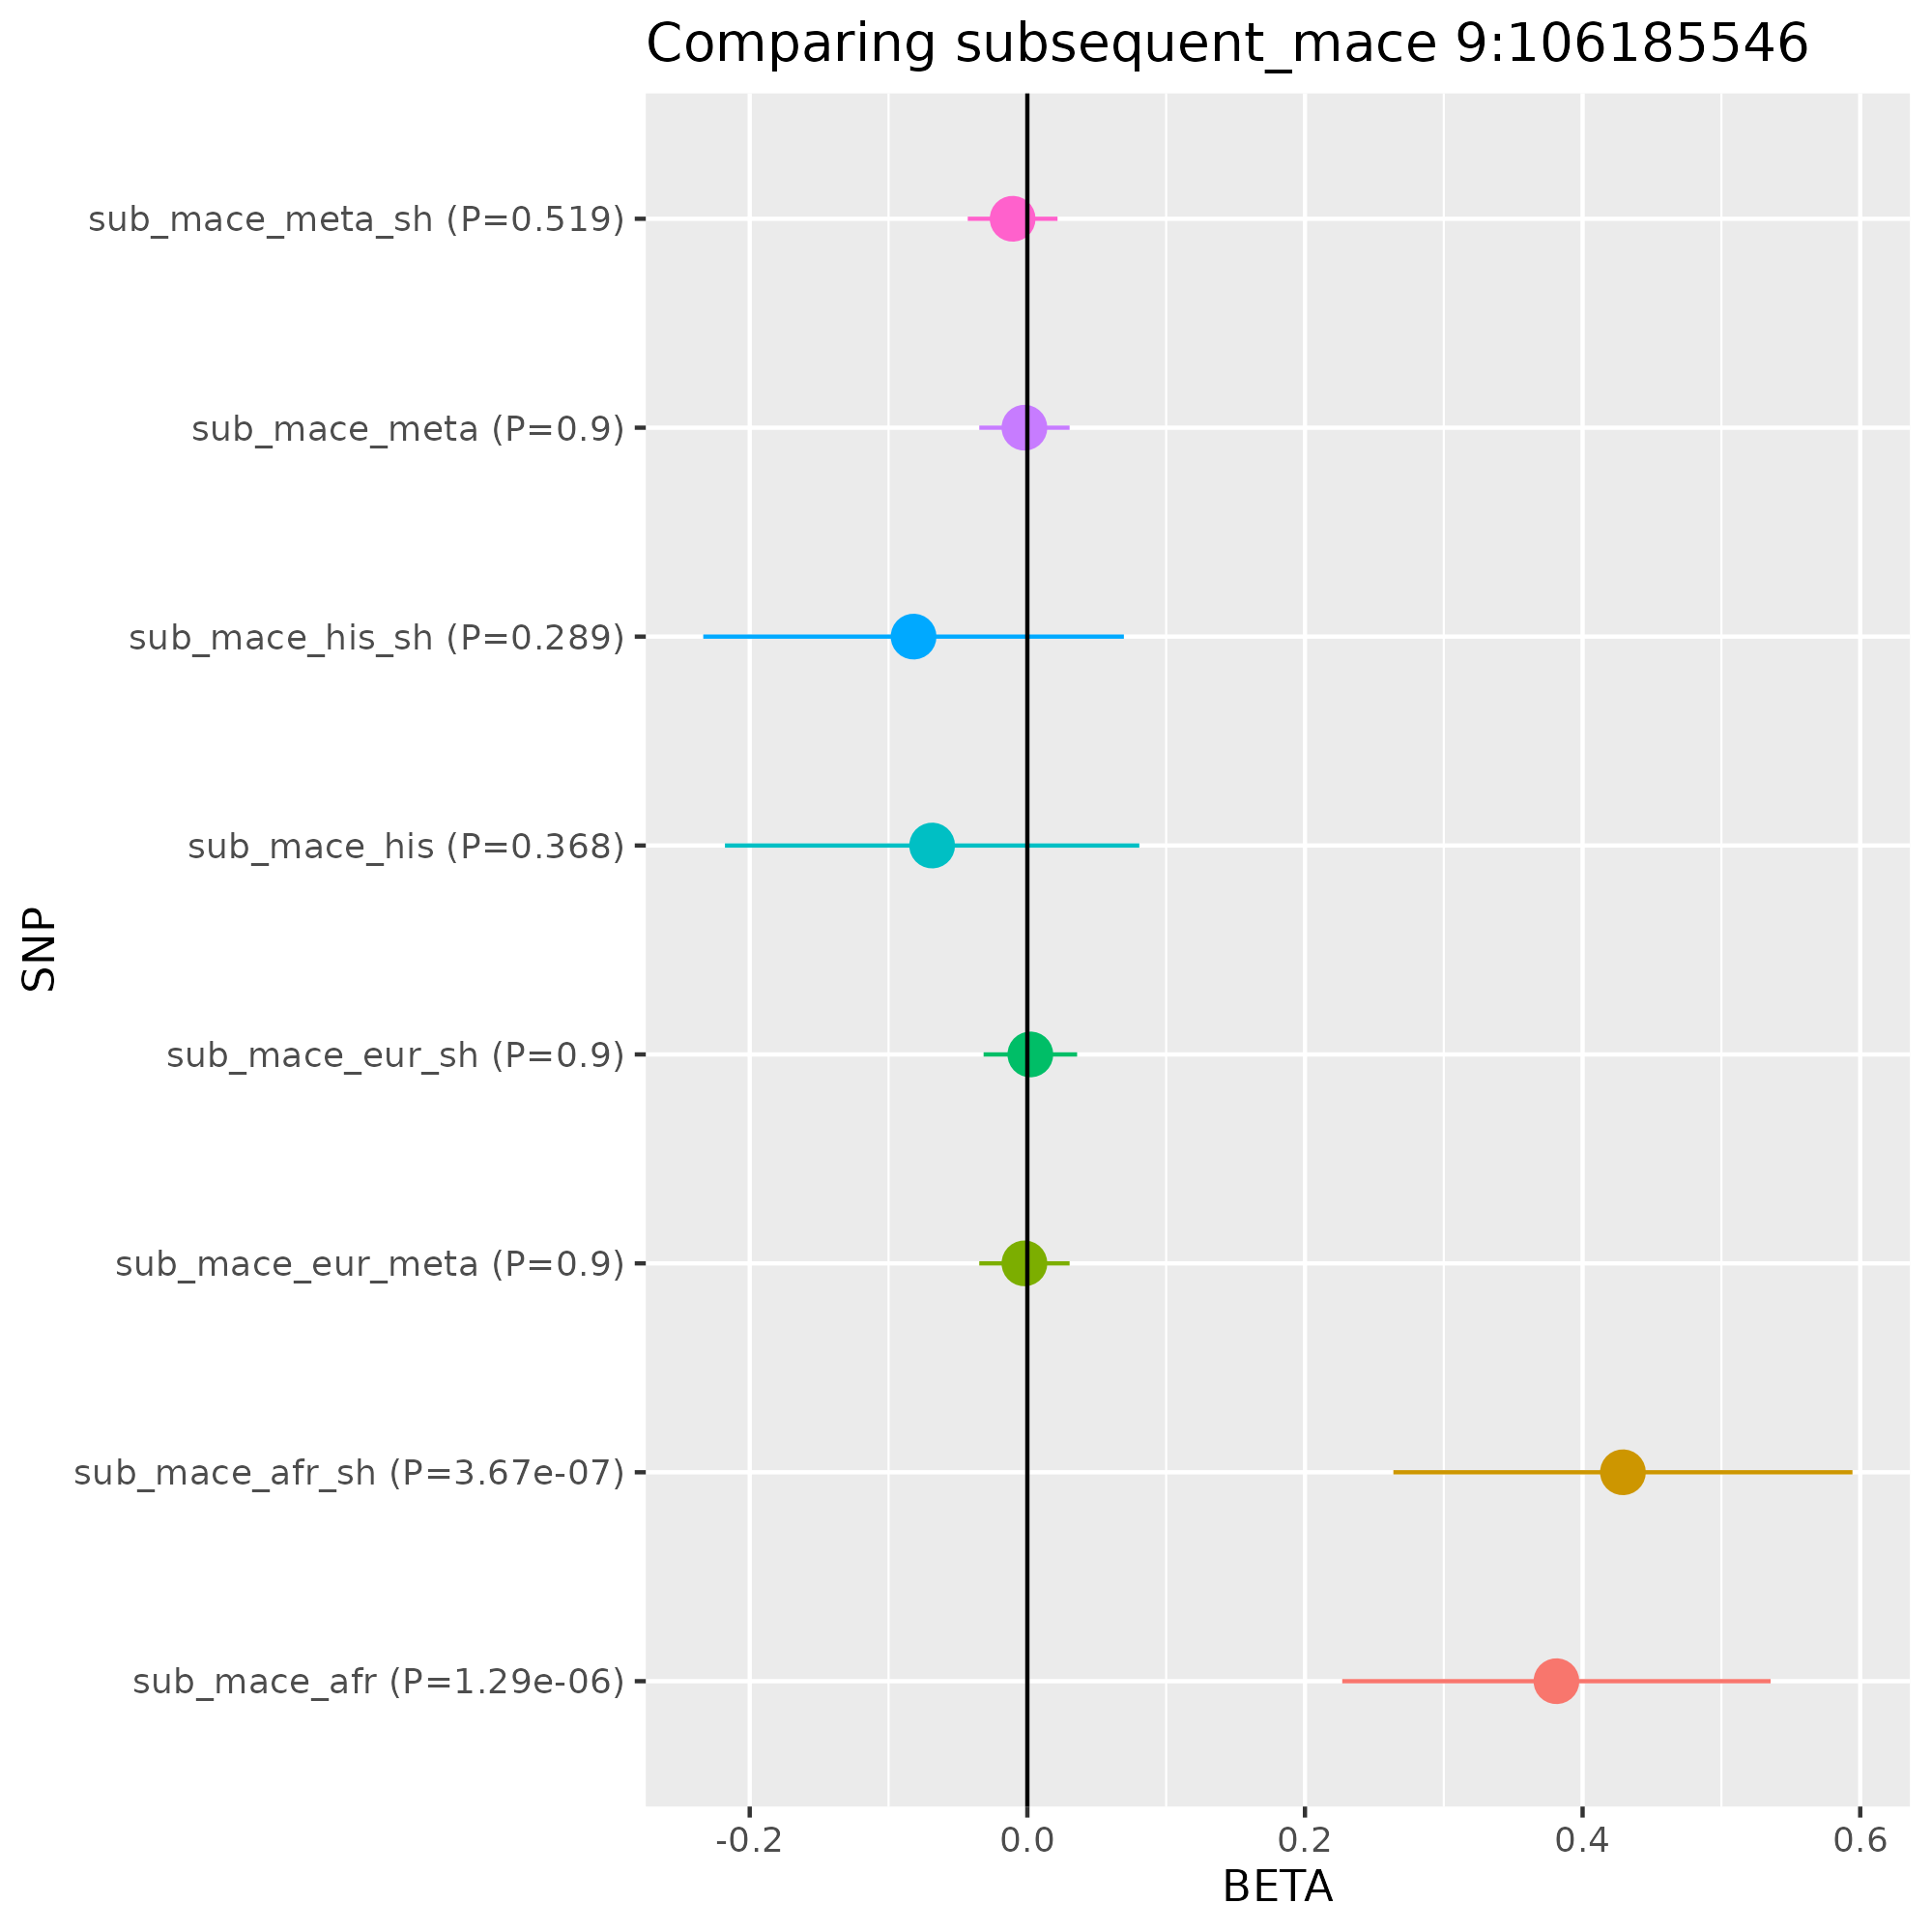 Comparing subsequent_mace 9:106185546
sub_mace_meta_sh (P=0.519)
sub_mace_meta (P=0.9)
sub_mace_his_sh (P=0.289)
sub_mace_his (P=0.368)
sub_mace_eur_sh (P=0.9)
sub_mace_eur_meta (P=0.9)
sub_mace_afr_sh (P=3.67e-07)
sub_mace_afr (P=1.29e-06)
SNP
-0.2 0.0 0.2 0.4 0.6
BETA